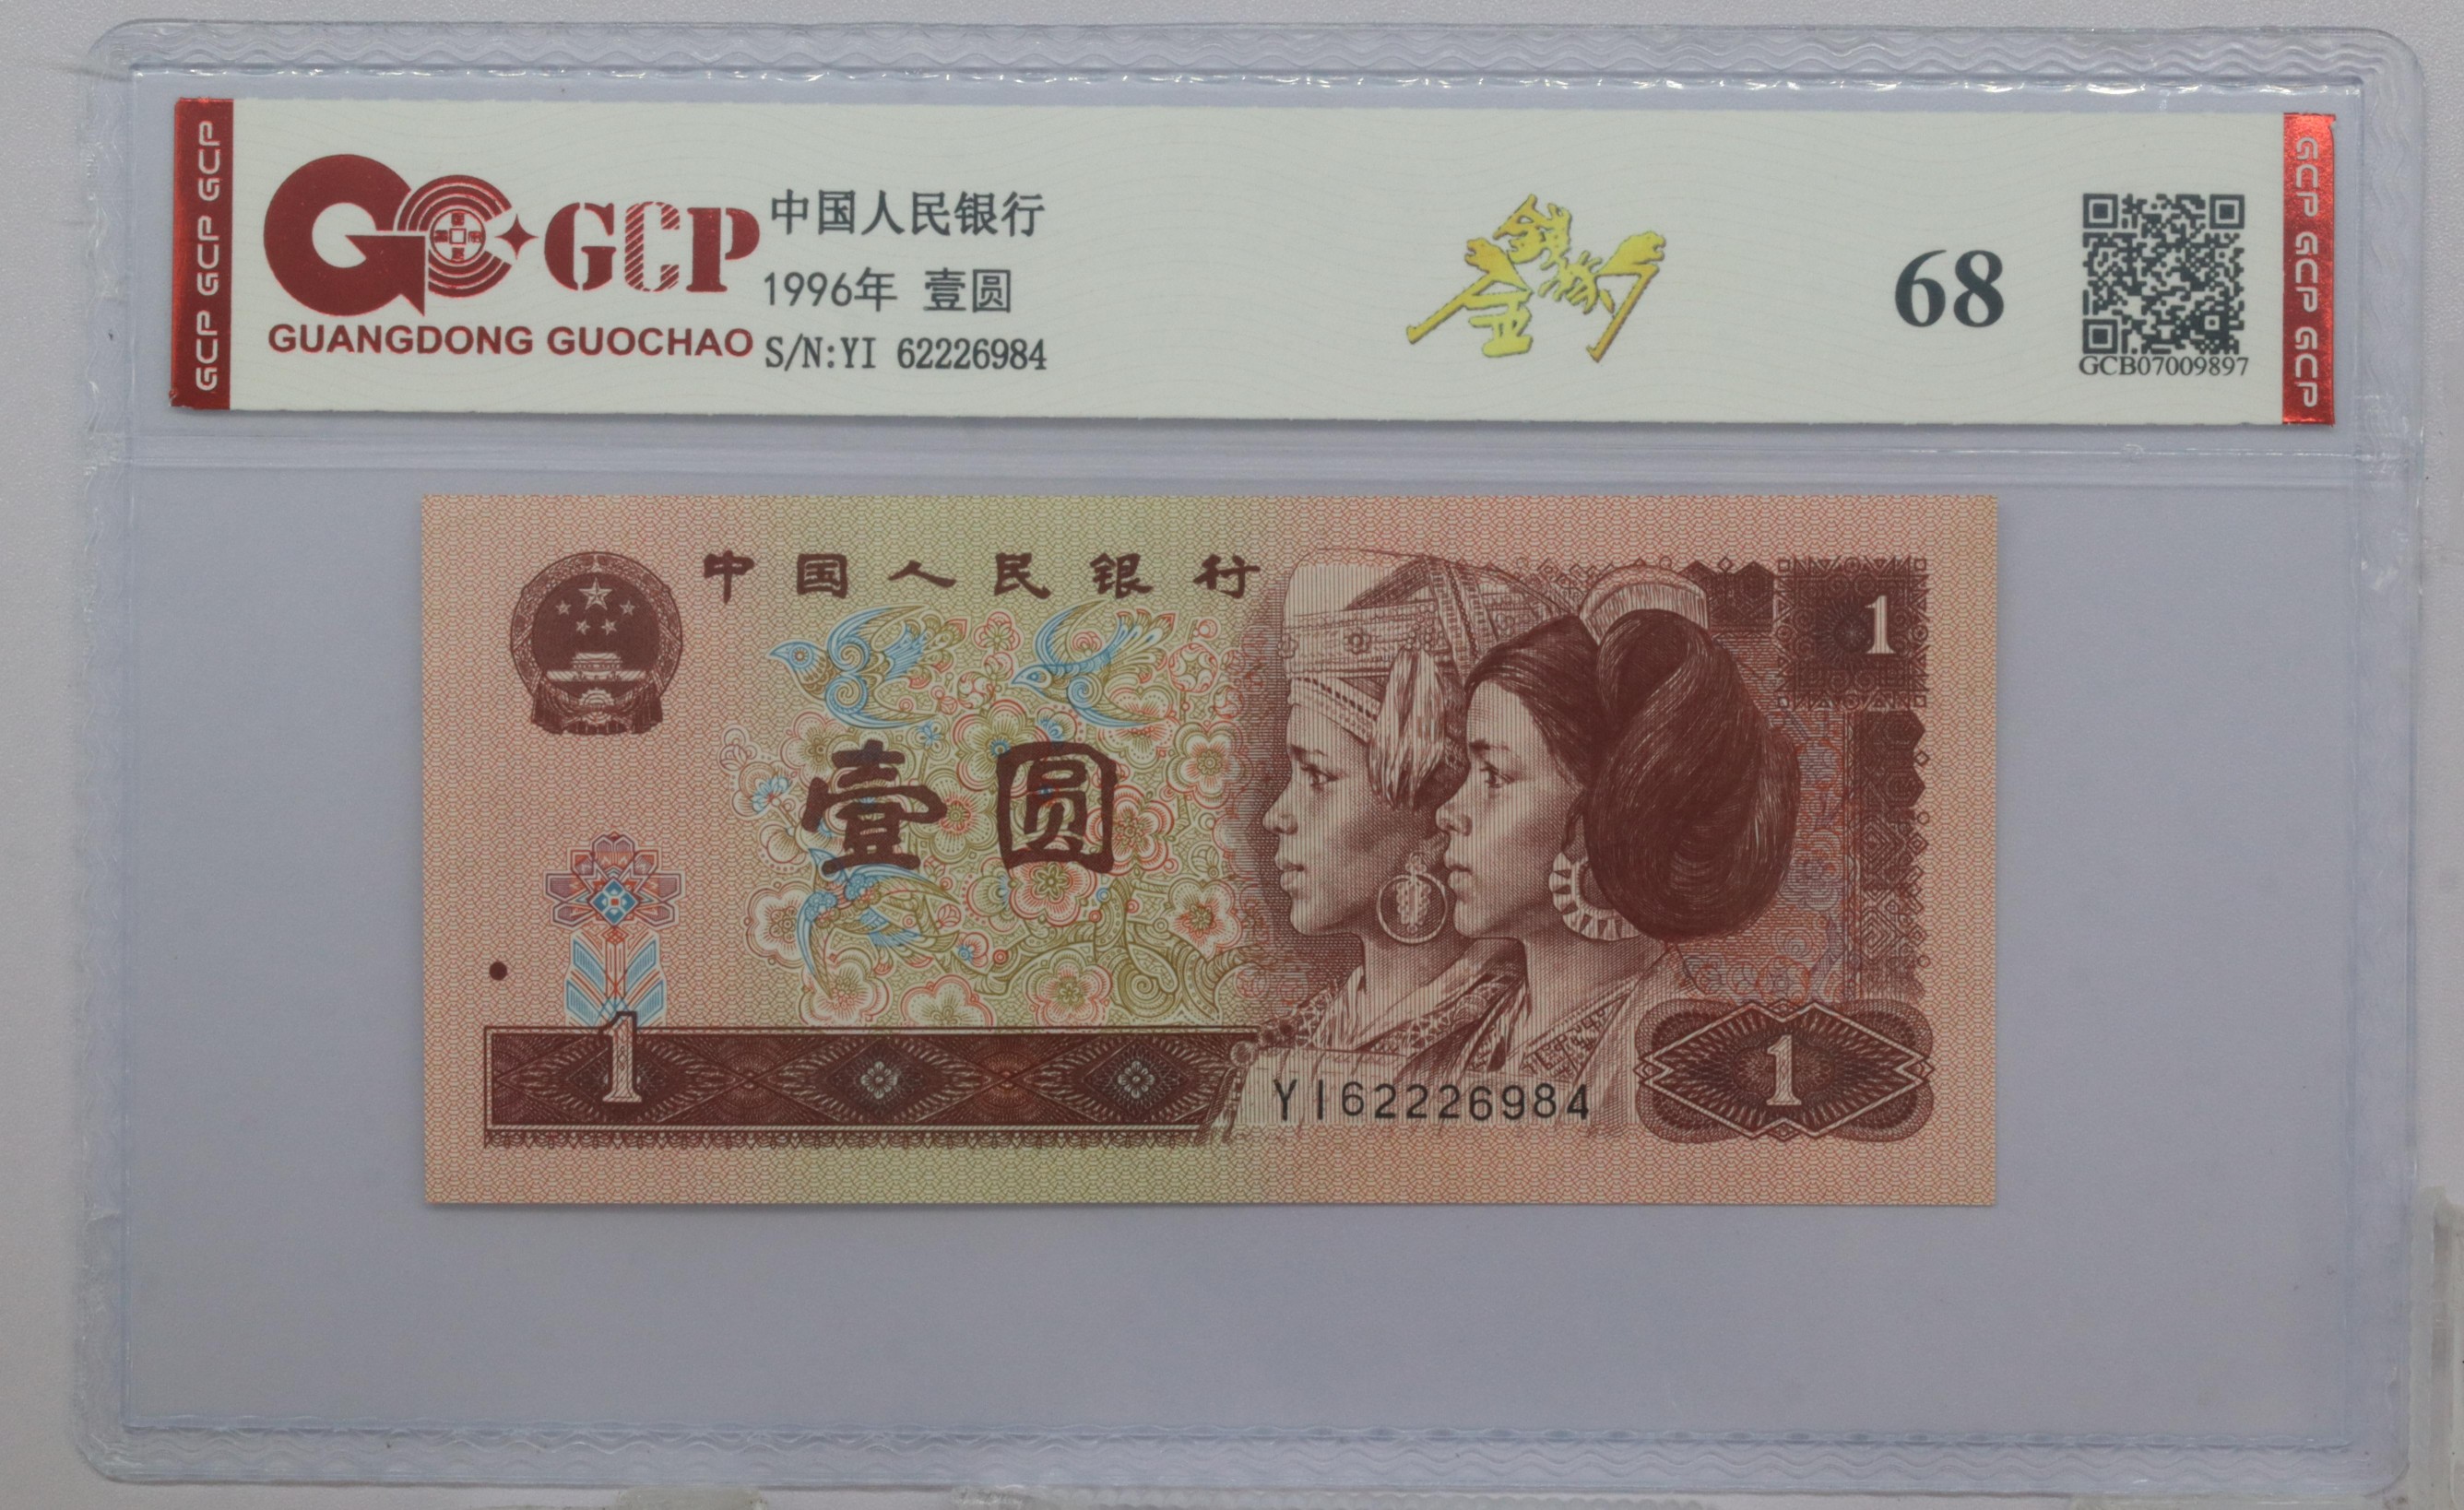 GCP GCP GCP
GCP
GUANGDONG GUOCHAO
中国人民银行
1996年 壹圆
S/N:YI 62226984
68
GCB07009897
GCP GCP GCP
中国人民银行
1
壹圆
1
YI62226984
1